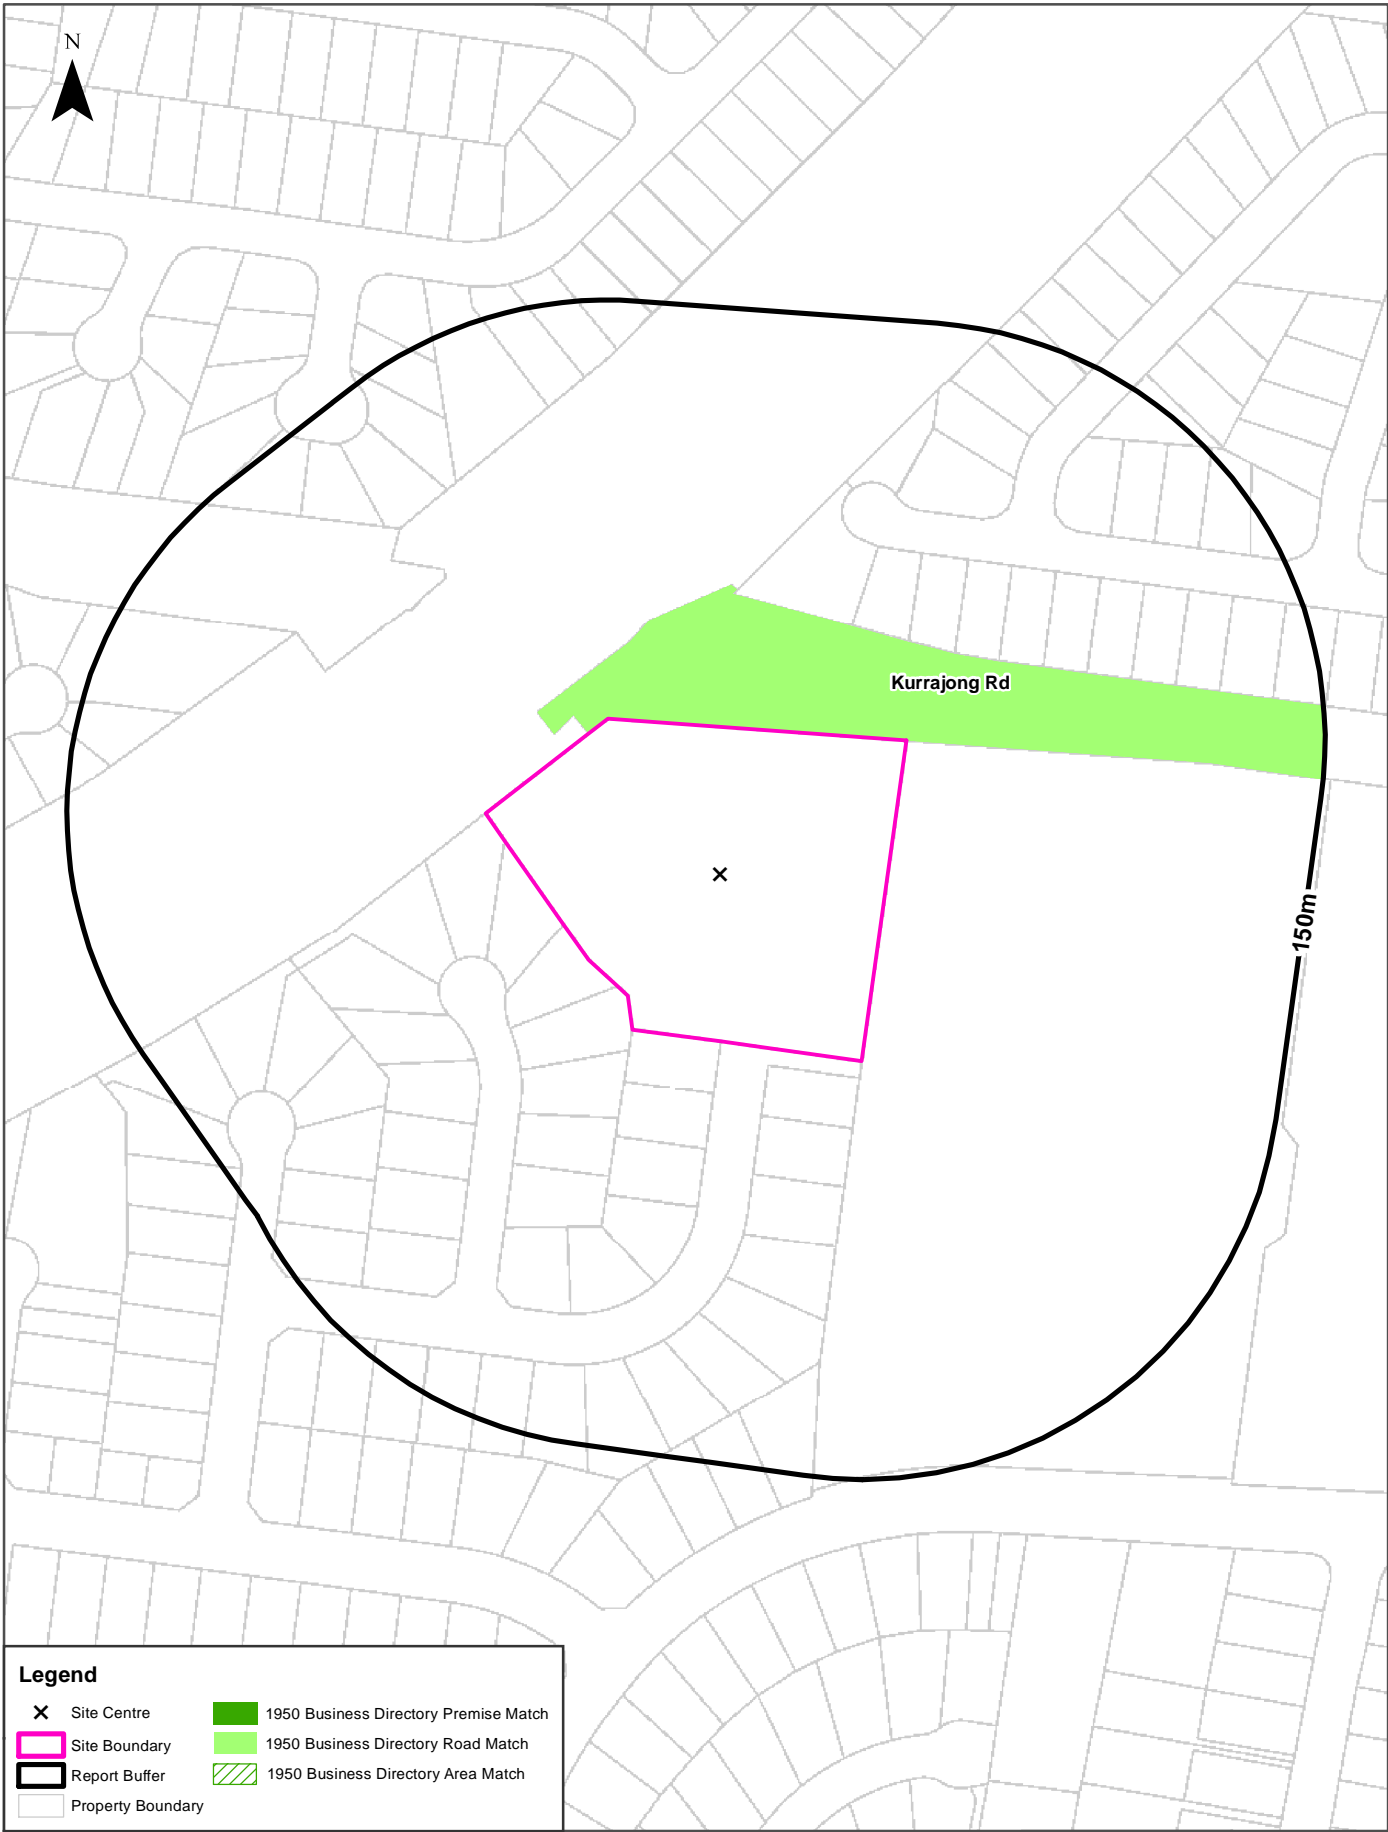 N
Kurrajong Rd
150m
Legend
Site Centre
Site Boundary
Report Buffer
Property Boundary
1950 Business Directory Premise Match
1950 Business Directory Road Match
1950 Business Directory Area Match